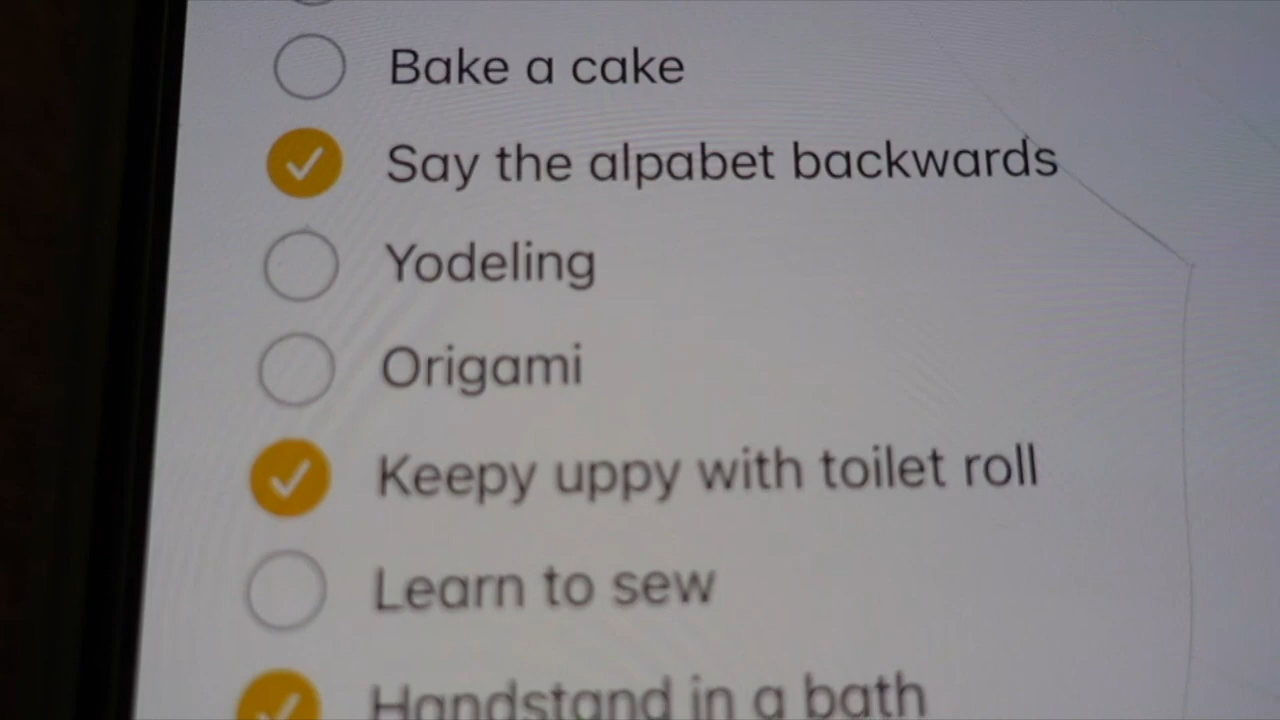 Bake a cake
Say the alpabet backwards
Yodeling
Origami
Keepy uppy with toilet roll
Learn to sew
Handstand in a bath